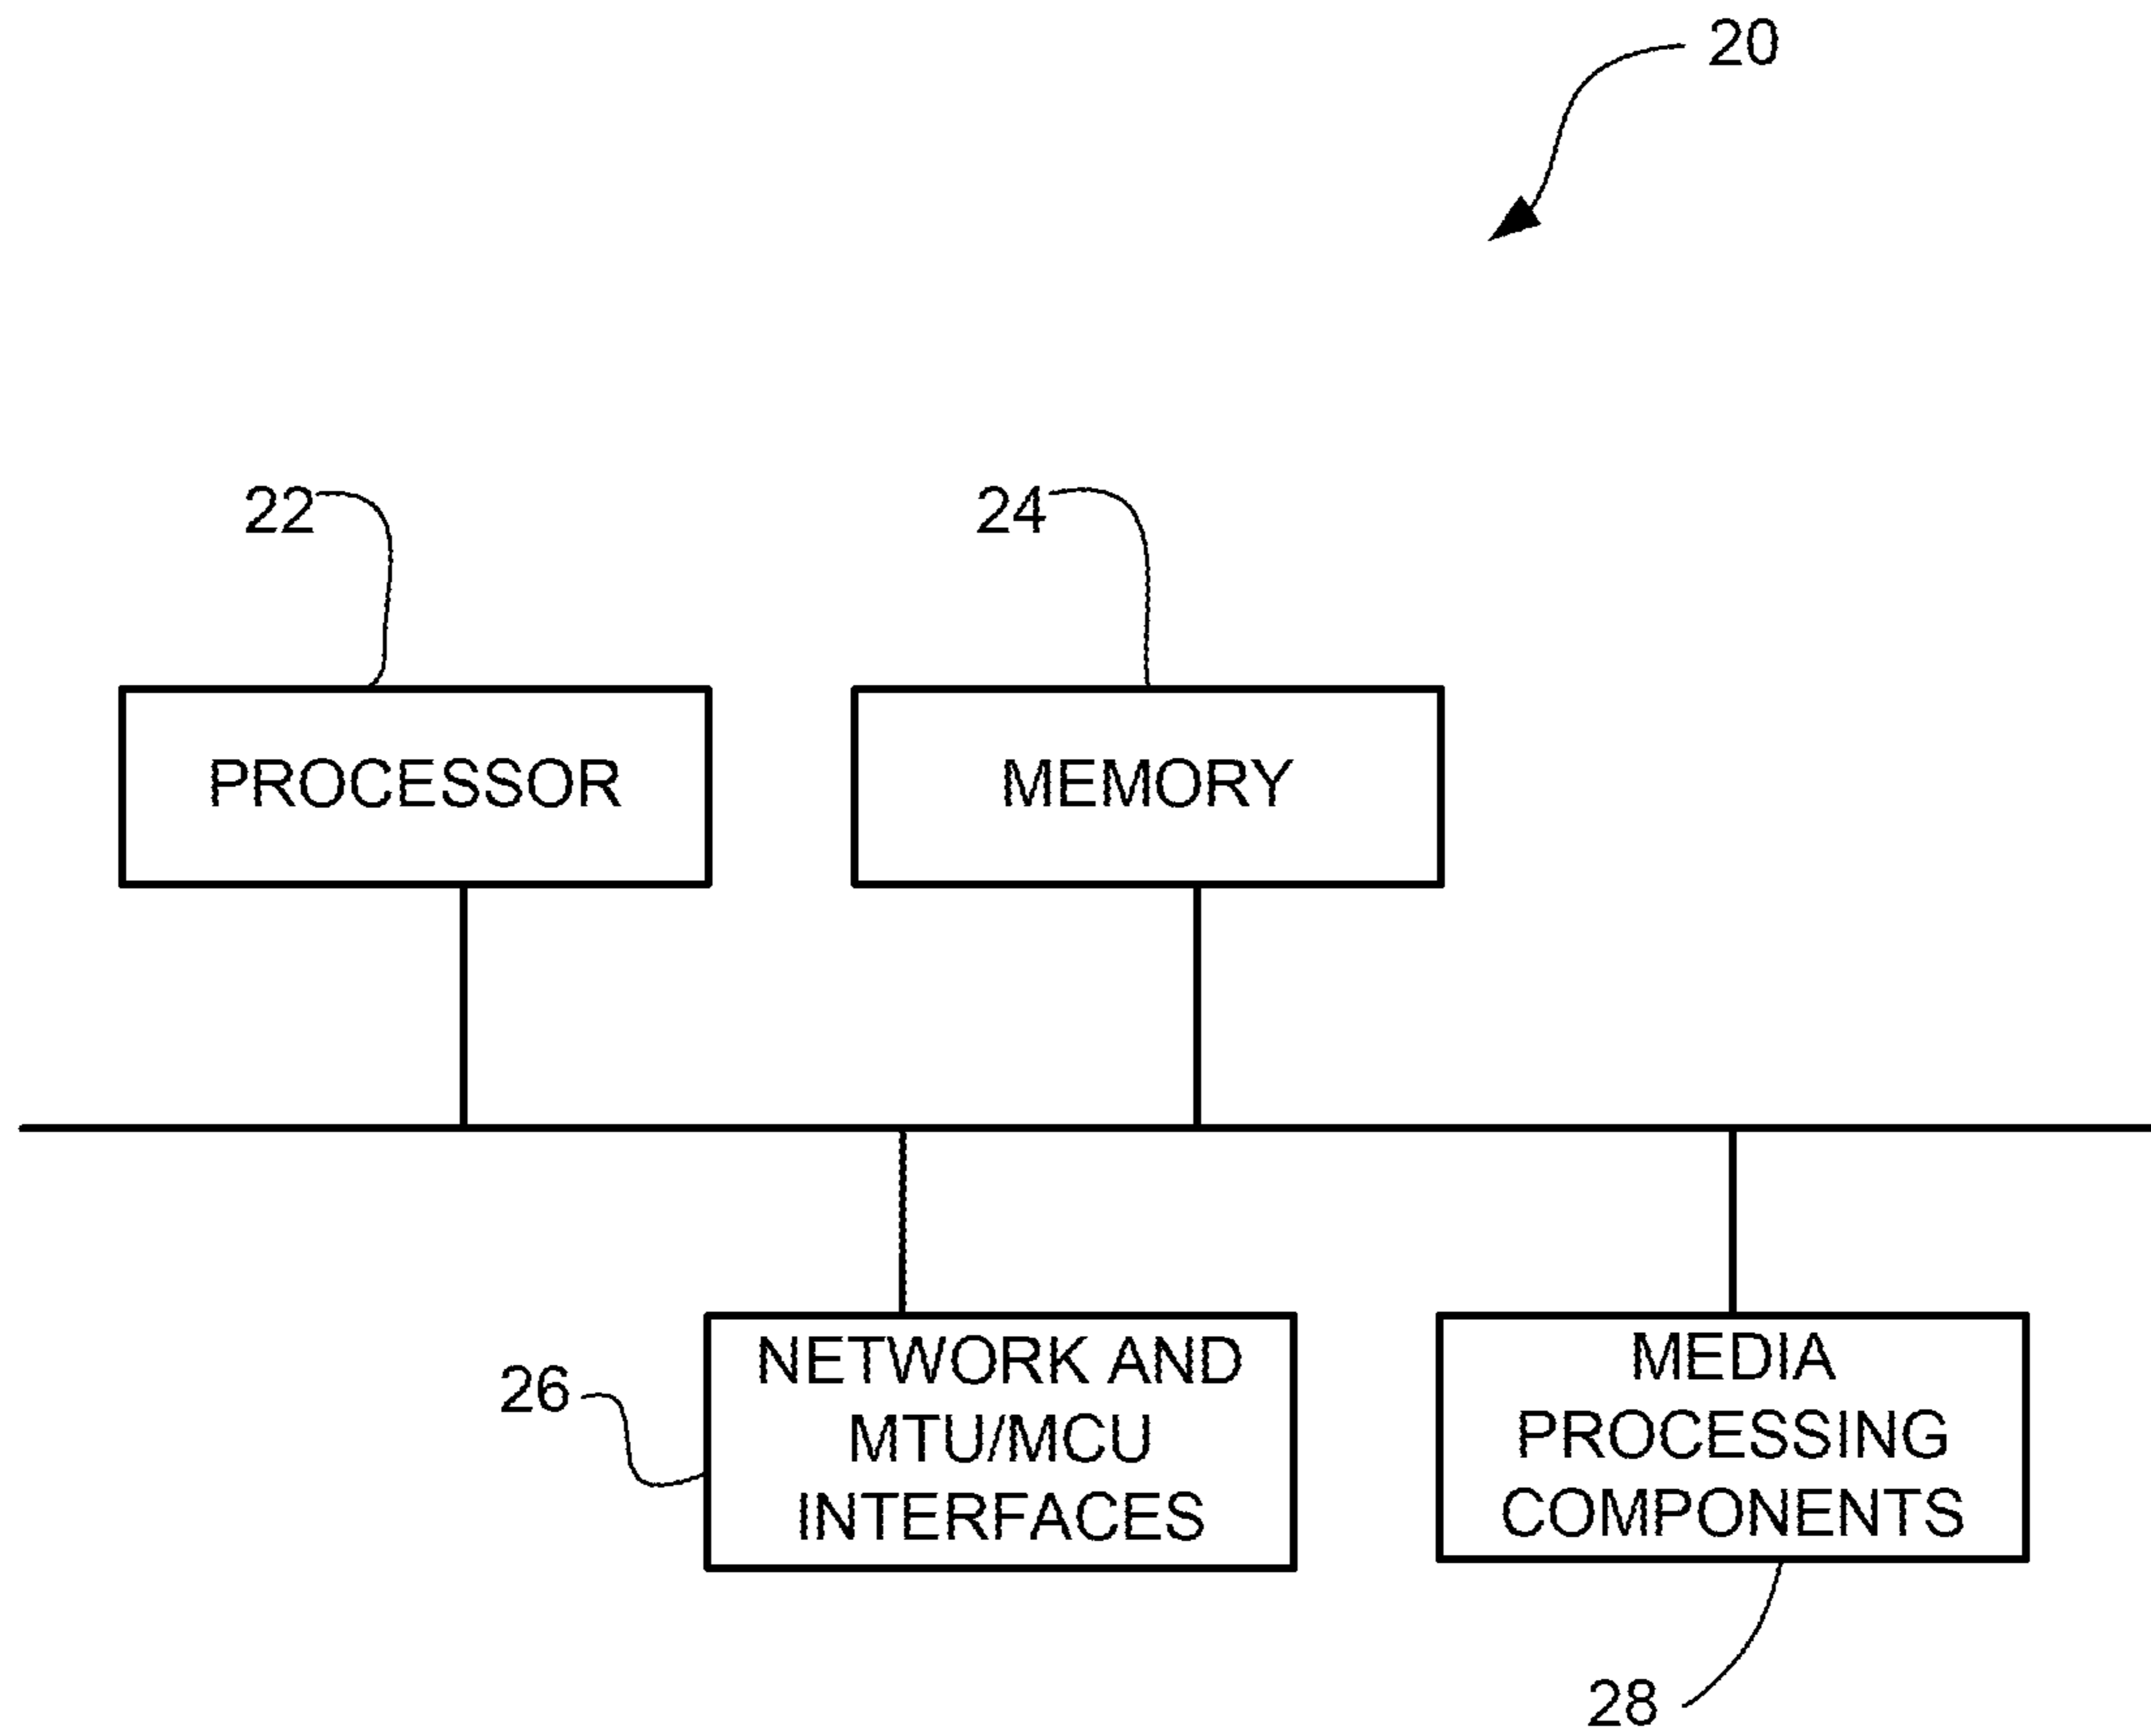 20
22
24
PROCESSOR
MEMORY
26
NETWORK AND
MTU/MCU
INTERFACES
MEDIA
PROCESSING
COMPONENTS
28